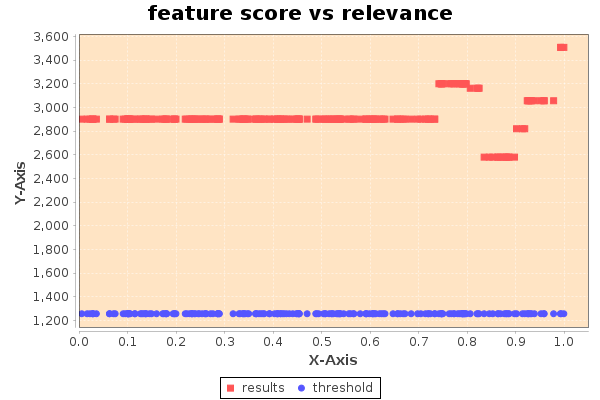 feature score vs relevance
3,600
3,400
3,200
3,000
2,800
2,600
2,400
2,200
2,000
1,800
1,600
1,400
1,200
Y-Axis
0.0 0.1 0.2 0.3 0.4 0.5 0.6 0.7 0.8 0.9 1.0
X-Axis
results threshold